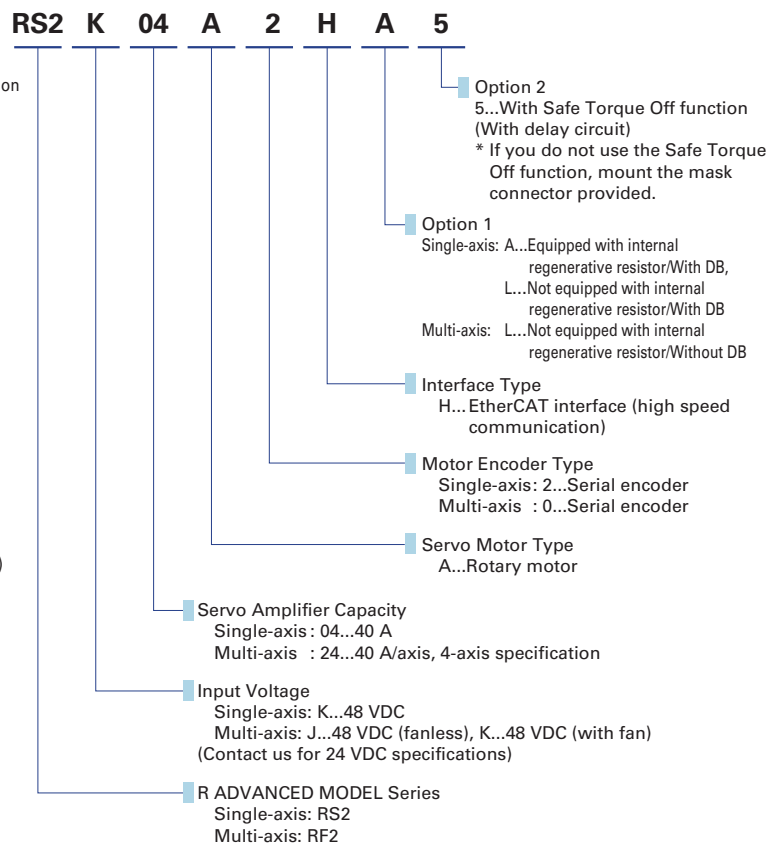 RS2 K 04 A 2 H A 5
on
Option 2
5...With Safe Torque Off function
(With delay circuit)
* If you do not use the Safe Torque
Off function, mount the mask
connector provided.
Option 1
Single-axis: A...Equipped with internal
regenerative resistor/With DB,
L...Not equipped with internal
regenerative resistor/With DB
Multi-axis: L...Not equipped with internal
regenerative resistor/Without DB
Interface Type
H...EtherCAT interface (high speed
communication)
Motor Encoder Type
Single-axis: 2...Serial encoder
Multi-axis : 0...Serial encoder
Servo Motor Type
A...Rotary motor
)
Servo Amplifier Capacity
Single-axis : 04...40 A
Multi-axis : 24...40 A/axis, 4-axis specification
Input Voltage
Single-axis: K...48 VDC
Multi-axis: J...48 VDC (fanless), K...48 VDC (with fan)
(Contact us for 24 VDC specifications)
R ADVANCED MODEL Series
Single-axis: RS2
Multi-axis: RF2